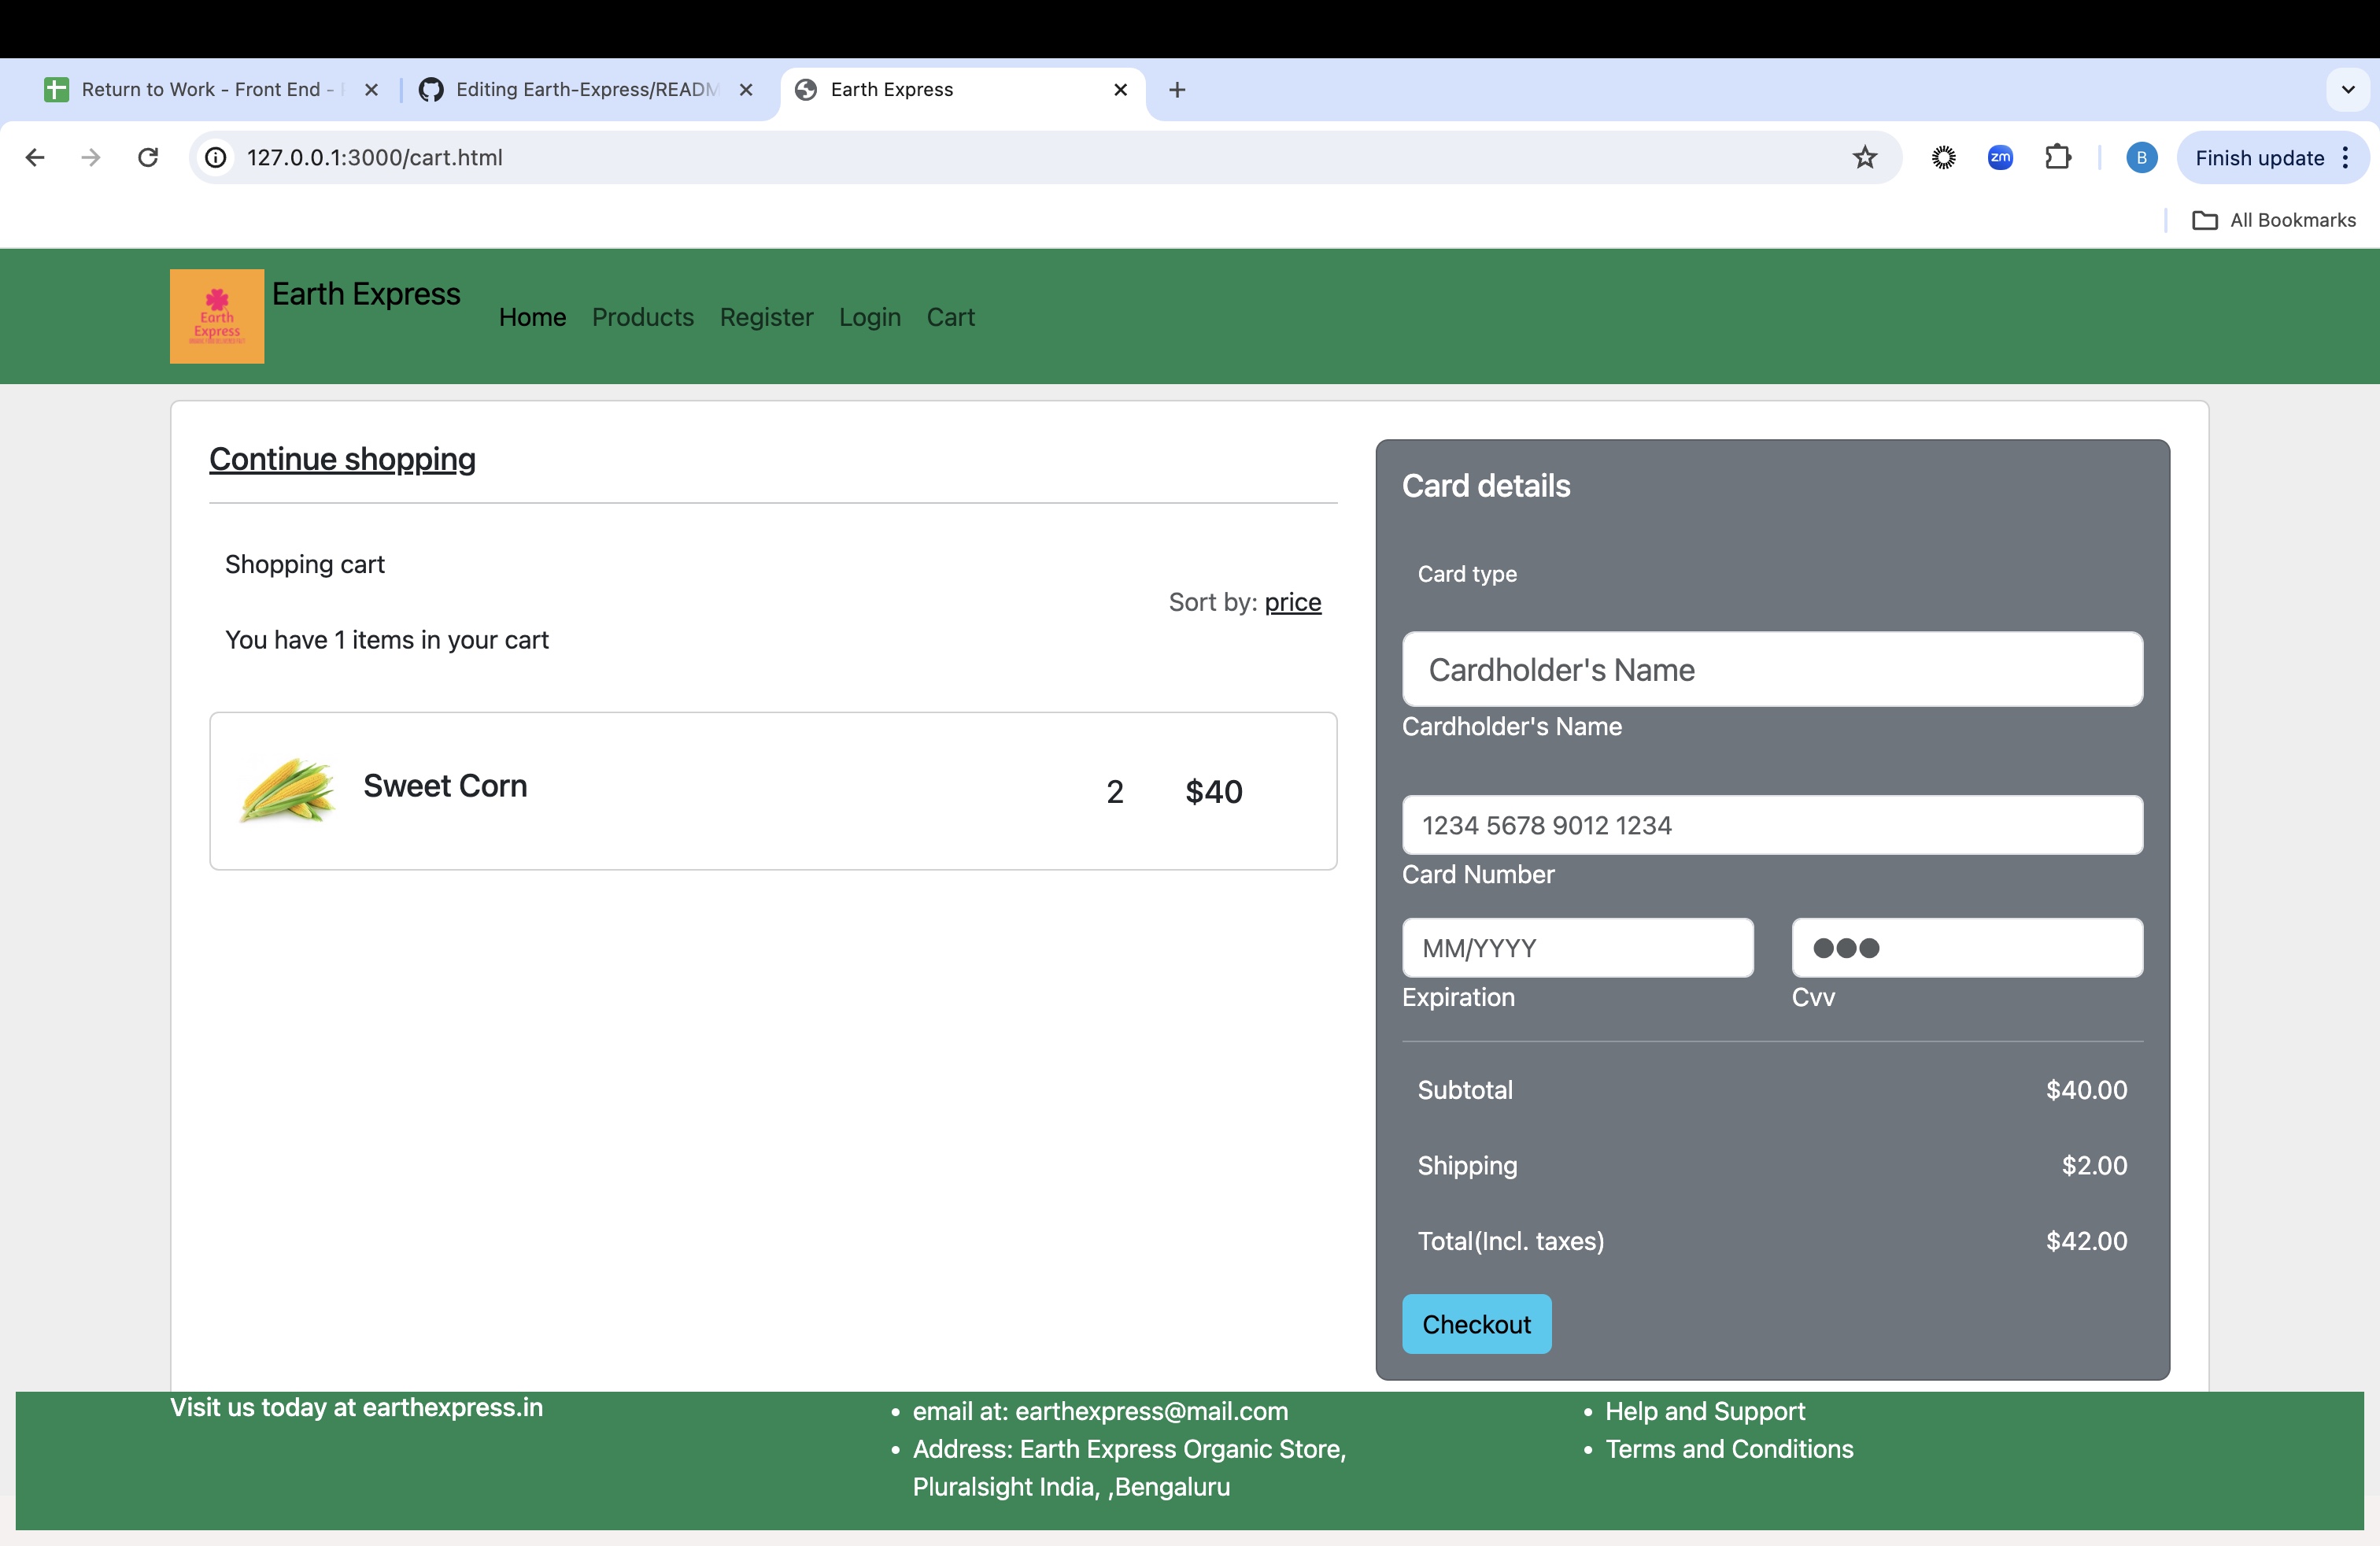 Return to Work - Front End -
Editing Earth-Express/READM
Earth Express
127.0.0.1:3000/cart.html
zm
B
Finish update
All Bookmarks
Earth
Express
Earth Express
Home
Products
Register
Login
Cart
Continue shopping
Shopping cart
Sort by: price
You have 1 items in your cart
Sweet Corn
2
$40
Card details
Card type
Cardholder's Name
Cardholder's Name
1234 5678 9012 1234
Card Number
MM/YYYY
●●●
Expiration
Cvv
Subtotal
$40.00
Shipping
$2.00
Total(Incl. taxes)
$42.00
Checkout
Visit us today at earthexpress.in
• email at: earthexpress@mail.com
• Address: Earth Express Organic Store,
Pluralsight India, ,Bengaluru
• Help and Support
• Terms and Conditions